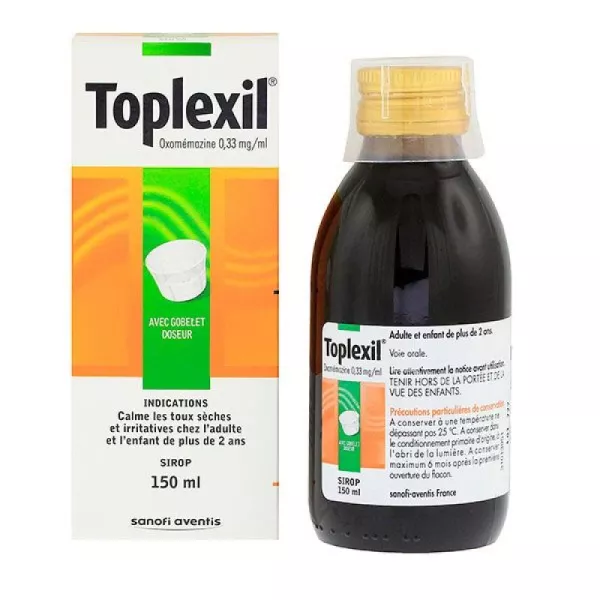 Toplexil®
Oxomémazine 0,33 mg/ml
AVEC GOBELET
DOSEUR
INDICATIONS
Calme les toux sèches
et irritatives chez l'adulte
et l'enfant de plus de 2 ans
SIROP
150 ml
sanofi aventis
Toplexil®
Oxomémazine 0,33 mg/ml
AVEC GOBELET
DOSEUR
SIROP
150 ml
Adulte et enfant de plus de 2 ans.
Voie orale.
Lire attentivement la notice avant utilisation.
TENIR HORS DE LA PORTÉE ET DE LA
VUE DES ENFANTS.
Précautions particulières de conservation
A conserver à une température ne
dépassant pas 25 °C. A conserver dans
le conditionnement primaire d'origine, à
l'abri de la lumière. A conserver
maximum 6 mois après la première
ouverture du flacon.
sanofi-aventis France